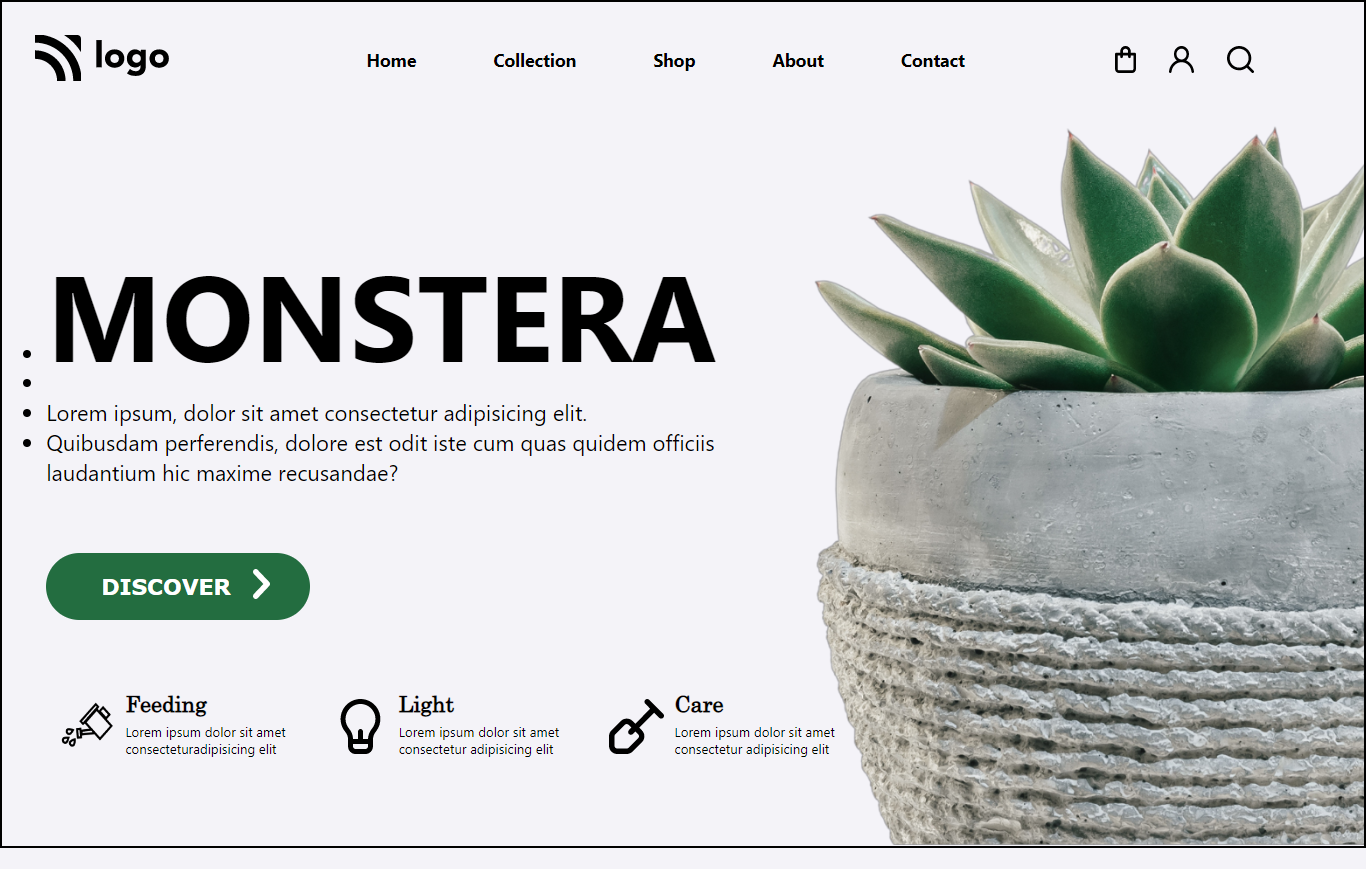 logo
Home Collection Shop About Contact
MONSTERA
Lorem ipsum, dolor sit amet consectetur adipisicing elit.
Quibusdam perferendis, dolore est odit iste cum quas quidem officiis
laudantium hic maxime recusandae?
DISCOVER
Feeding
Lorem ipsum dolor sit amet
consecteturadipisicing elit
Light
Lorem ipsum dolor sit amet
consectetur adipisicing elit
Care
Lorem ipsum dolor sit amet
consectetur adipisicing elit